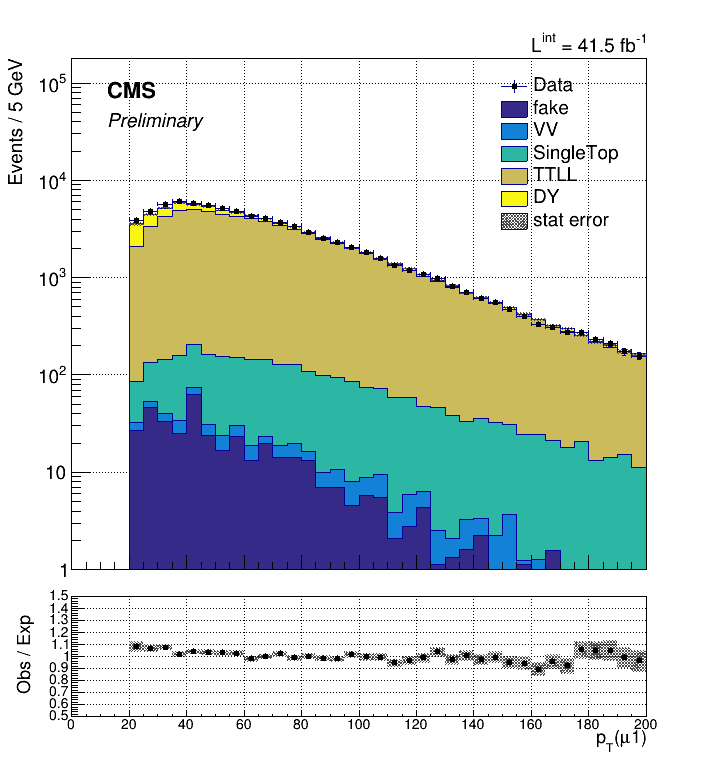 L^int = 41.5 fb^-1
Events / 5 GeV
CMS
Preliminary
Data
fake
VV
SingleTop
TTLL
DY
stat error
10^5
10^4
10^3
10^2
10
1
Obs / Exp
1.5
1.4
1.3
1.2
1.1
1
0.9
0.8
0.7
0.6
0.5
0 20 40 60 80 100 120 140 160 180 200
p_T(μ1)